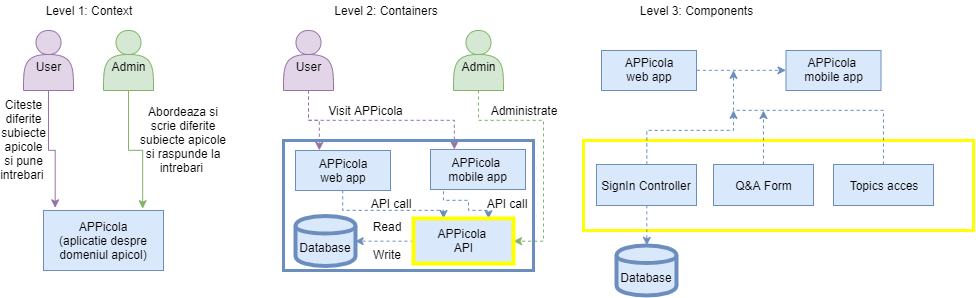 Level 1: Context
User
Admin
Citeste
diferite
subiecte
apicole
si pune
intrebari
Abordeaza si
scrie diferite
subiecte apicole
si raspunde la
intrebari
APPicola
(aplicatie despre
domeniul apicol)
Level 2: Containers
User
Admin
Visit APPicola
Administrate
APPicola
web app
APPicola
mobile app
API call
API call
Database
Read
Write
APPicola
API
Level 3: Components
APPicola
web app
APPicola
mobile app
SignIn Controller
Q&A Form
Topics acces
Database